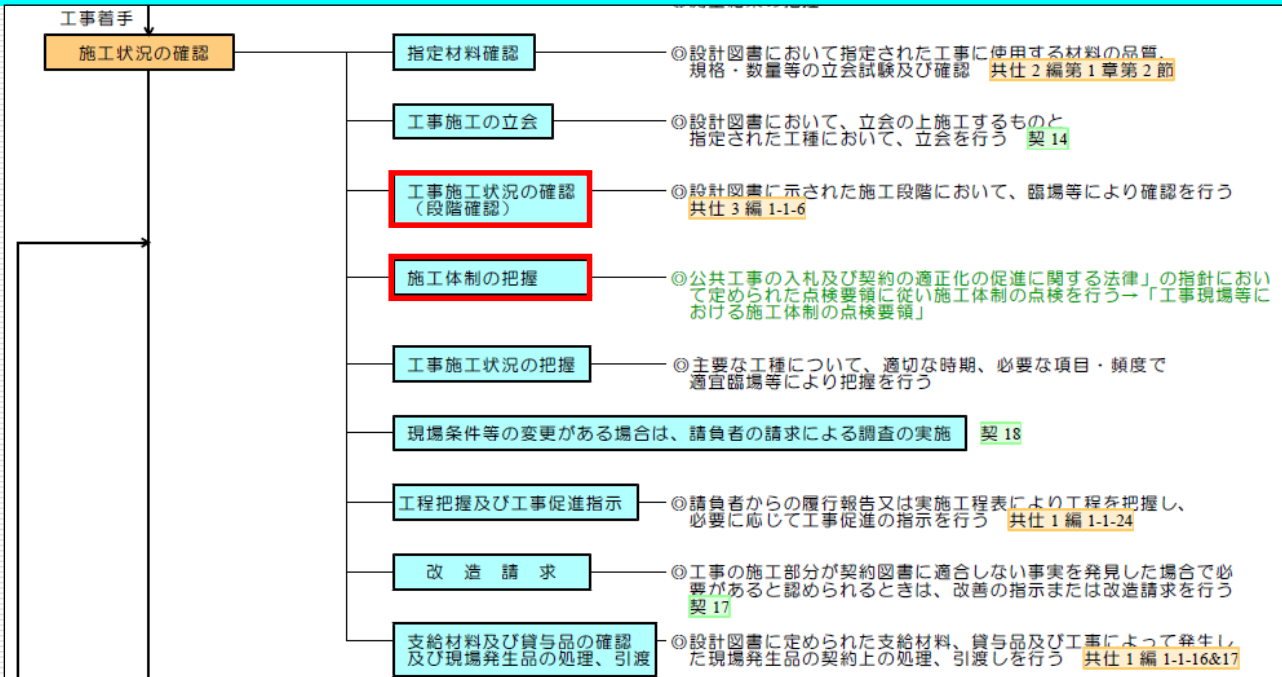 工事着手
施工状況の確認
指定材料確認
◎設計図書において指定された工事に使用する材料の品質、
規格・数量等の立会試験及び確認 共仕 2 編第 1 章第 2 節
工事施工の立会
◎設計図書において、立会の上施工するものと
指定された工種において、立会を行う 契 14
工事施工状況の確認
（段階確認）
◎設計図書に示された施工段階において、臨場等により確認を行う
共仕 3 編 1-1-6
施工体制の把握
◎公共工事の入札及び契約の適正化の促進に関する法律」の指針におい
て定められた点検要領に従い施工体制の点検を行う→「工事現場等に
おける施工体制の点検要領」
工事施工状況の把握
◎主要な工種について、適切な時期、必要な項目・頻度で
適宜臨場等により把握を行う
現場条件等の変更がある場合は、請負者の請求による調査の実施 契 18
工程把握及び工事促進指示
◎請負者からの履行報告又は実施工程表により工程を把握し、
必要に応じて工事促進の指示を行う 共仕 1 編 1-1-24
改 造 請 求
◎工事の施工部分が契約図書に適合しない事実を発見した場合で必
要があると認められるときは、改善の指示または改造請求を行う
契 17
支給材料及び貸与品の確認
及び現場発生品の処理、引渡
◎設計図書に定められた支給材料、貸与品及び工事によって発生し
た現場発生品の契約上の処理、引渡しを行う 共仕 1 編 1-1-16&17